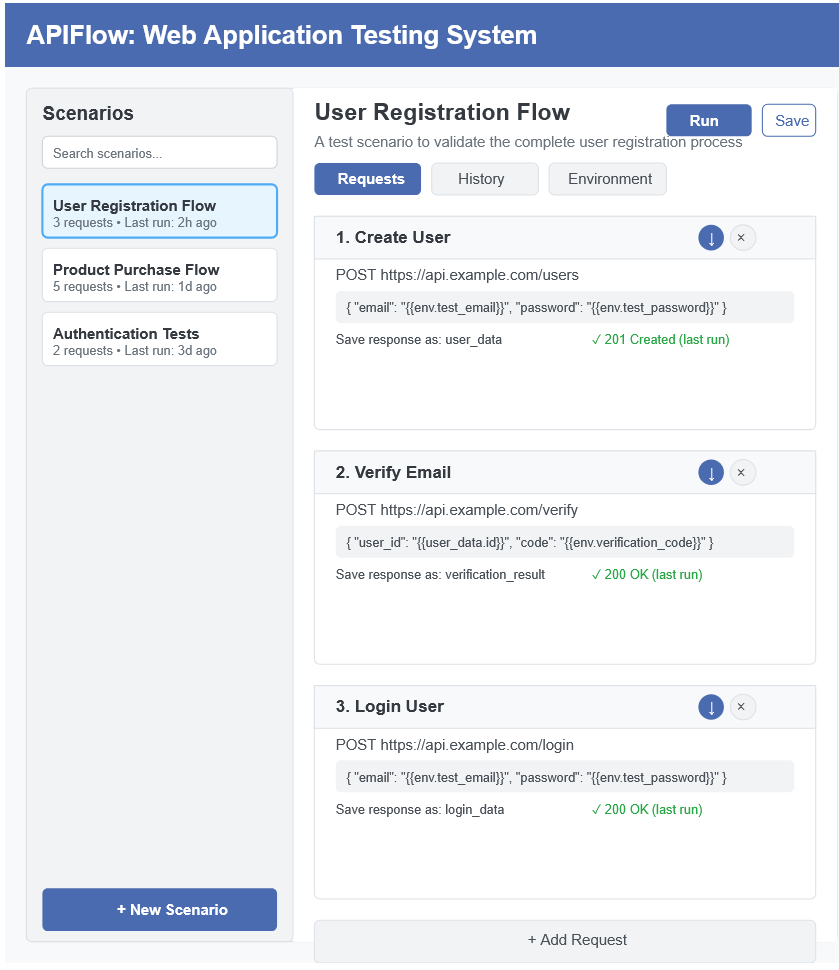 APIFlow: Web Application Testing System
Scenarios
Search scenarios...
User Registration Flow
3 requests • Last run: 2h ago
Product Purchase Flow
5 requests • Last run: 1d ago
Authentication Tests
2 requests • Last run: 3d ago
+ New Scenario
User Registration Flow
Run
Save
A test scenario to validate the complete user registration process
Requests
History
Environment
1. Create User
↓
×
POST https://api.example.com/users
{ "email": "{{env.test_email}}", "password": "{{env.test_password}}" }
Save response as: user_data
✓ 201 Created (last run)
2. Verify Email
↓
×
POST https://api.example.com/verify
{ "user_id": "{{user_data.id}}", "code": "{{env.verification_code}}" }
Save response as: verification_result
✓ 200 OK (last run)
3. Login User
↓
×
POST https://api.example.com/login
{ "email": "{{env.test_email}}", "password": "{{env.test_password}}" }
Save response as: login_data
✓ 200 OK (last run)
+ Add Request